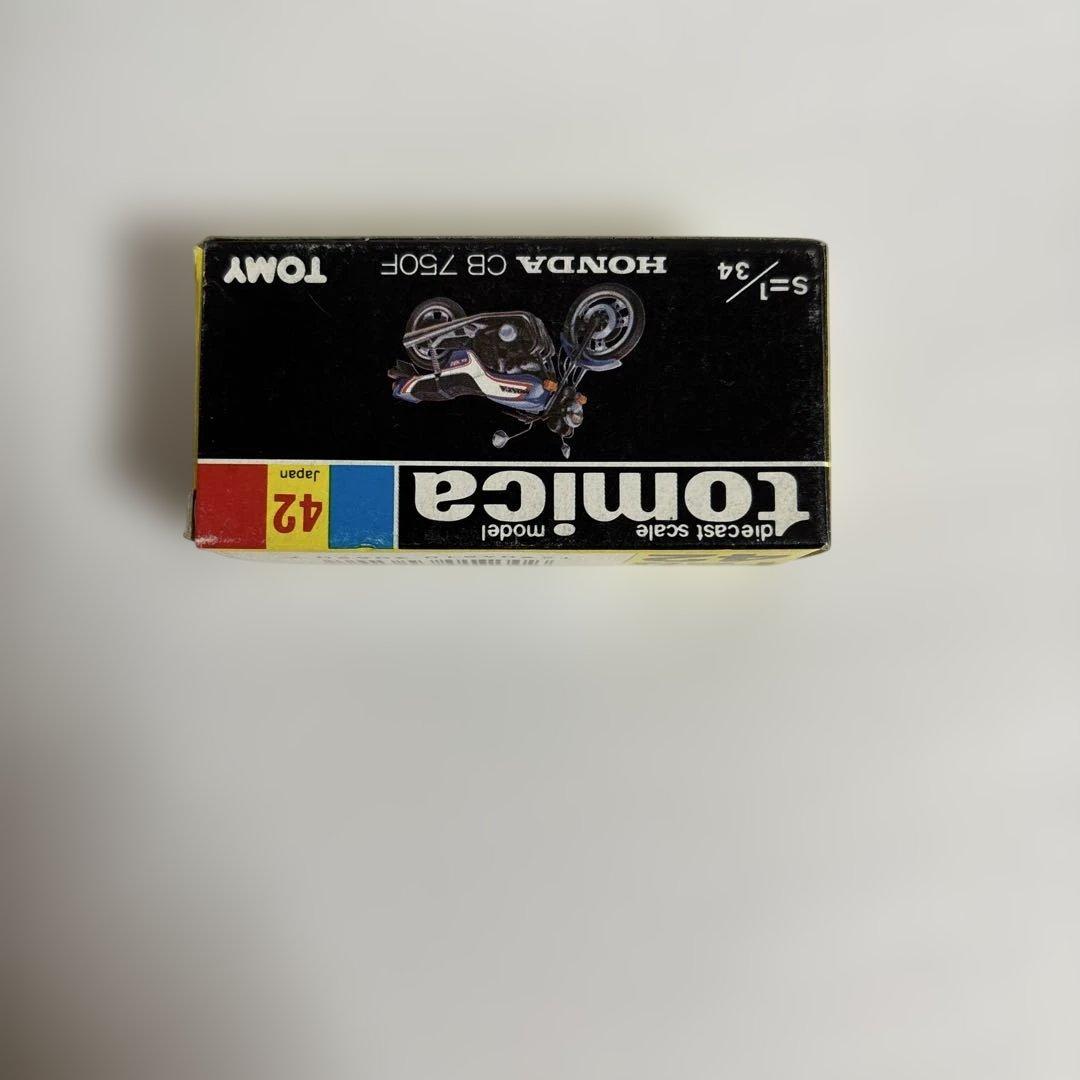 diecast scale model
tomica
42
Japan
S=1/34
HONDA CB 750F
TOMY